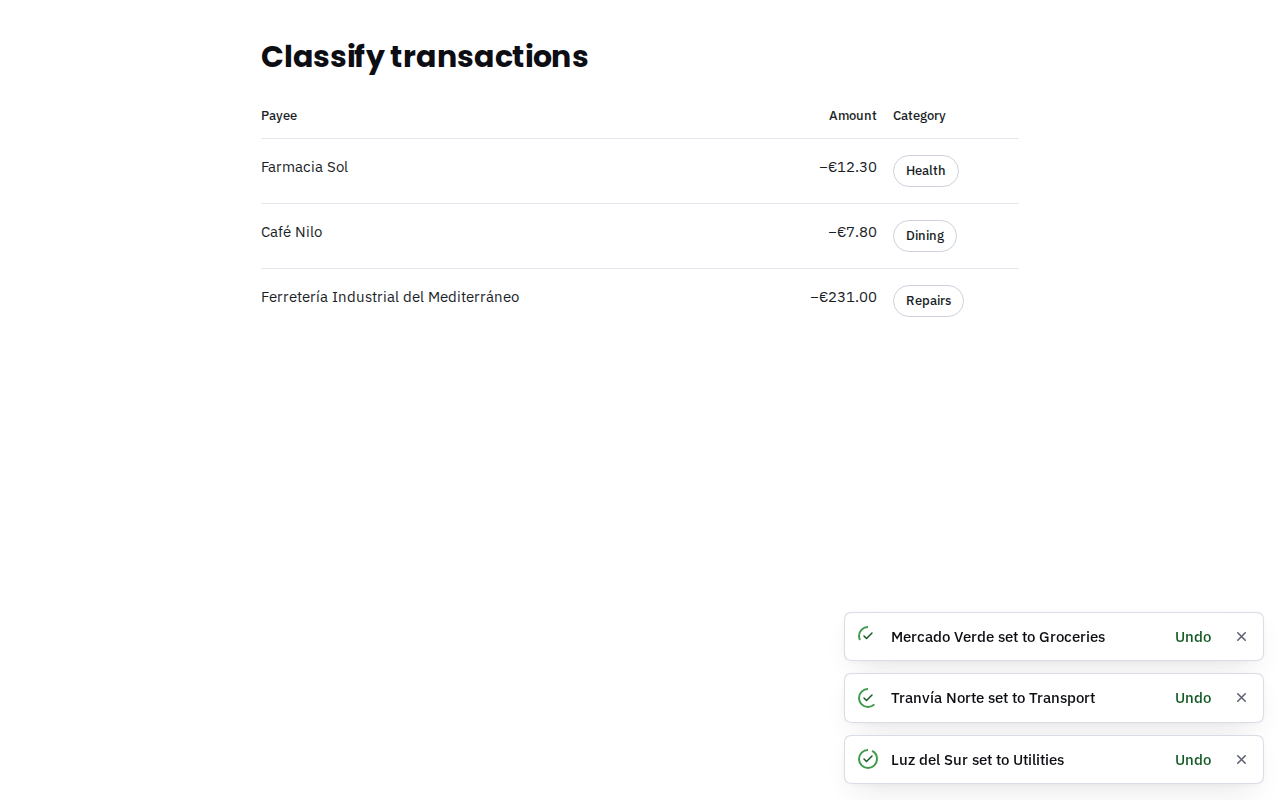 Classify transactions
Payee Amount Category
Farmacia Sol −€12.30 Health
Café Nilo −€7.80 Dining
Ferretería Industrial del Mediterráneo −€231.00 Repairs
Mercado Verde set to Groceries Undo
Tranvía Norte set to Transport Undo
Luz del Sur set to Utilities Undo